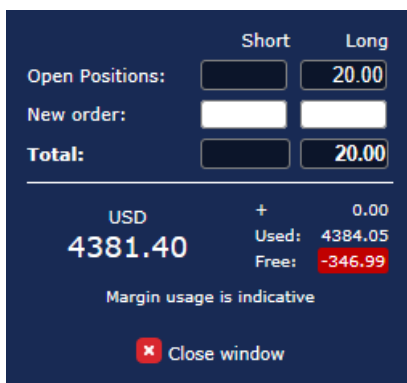 Short Long
Open Positions: 20.00
New order:
Total: 20.00
USD + 0.00
4381.40 Used: 4384.05
Free: -346.99
Margin usage is indicative
Close window